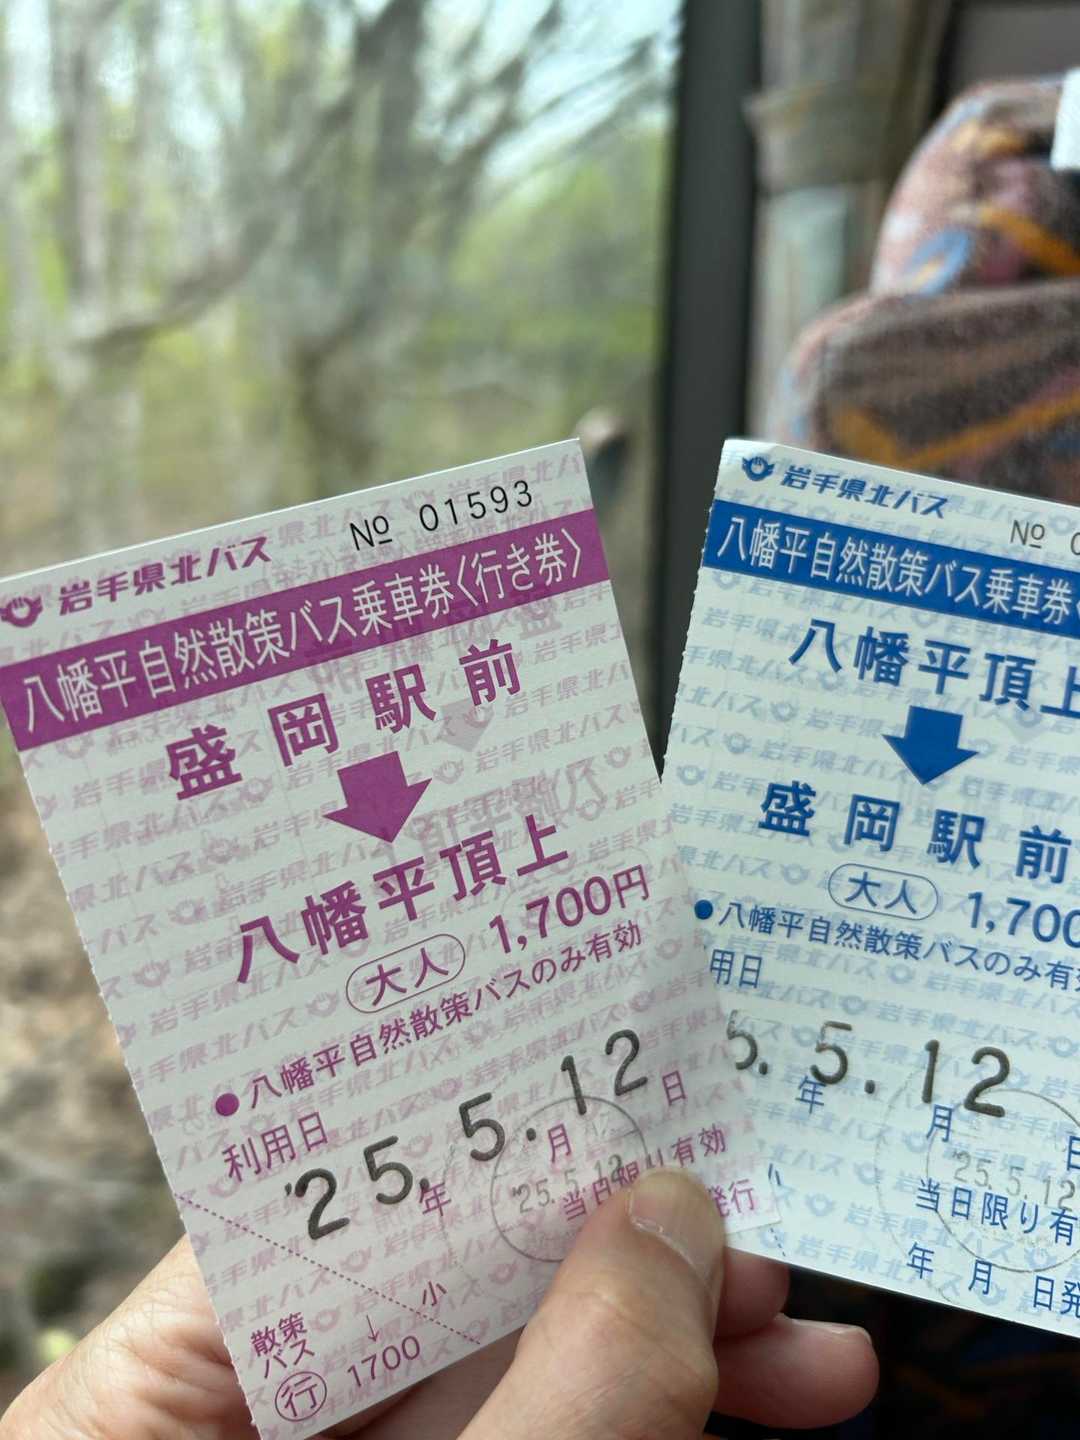 岩手県北バス
№ 01593
八幡平自然散策バス乗車券〈行き券〉
盛岡駅前
八幡平頂上
大人 1,700円
●八幡平自然散策バスのみ有効
利用日
'25.5.12
年 月 日
'25.5.12
当日限り有効
発行
小
散策
バス
行 1700
岩手県北バス
№
八幡平自然散策バス乗車券
八幡平頂上
盛岡駅前
大人 1,700
●八幡平自然散策バスのみ有
用日
5.5.12
年 月 日
'25.5.12
当日限り有
年 月 日発